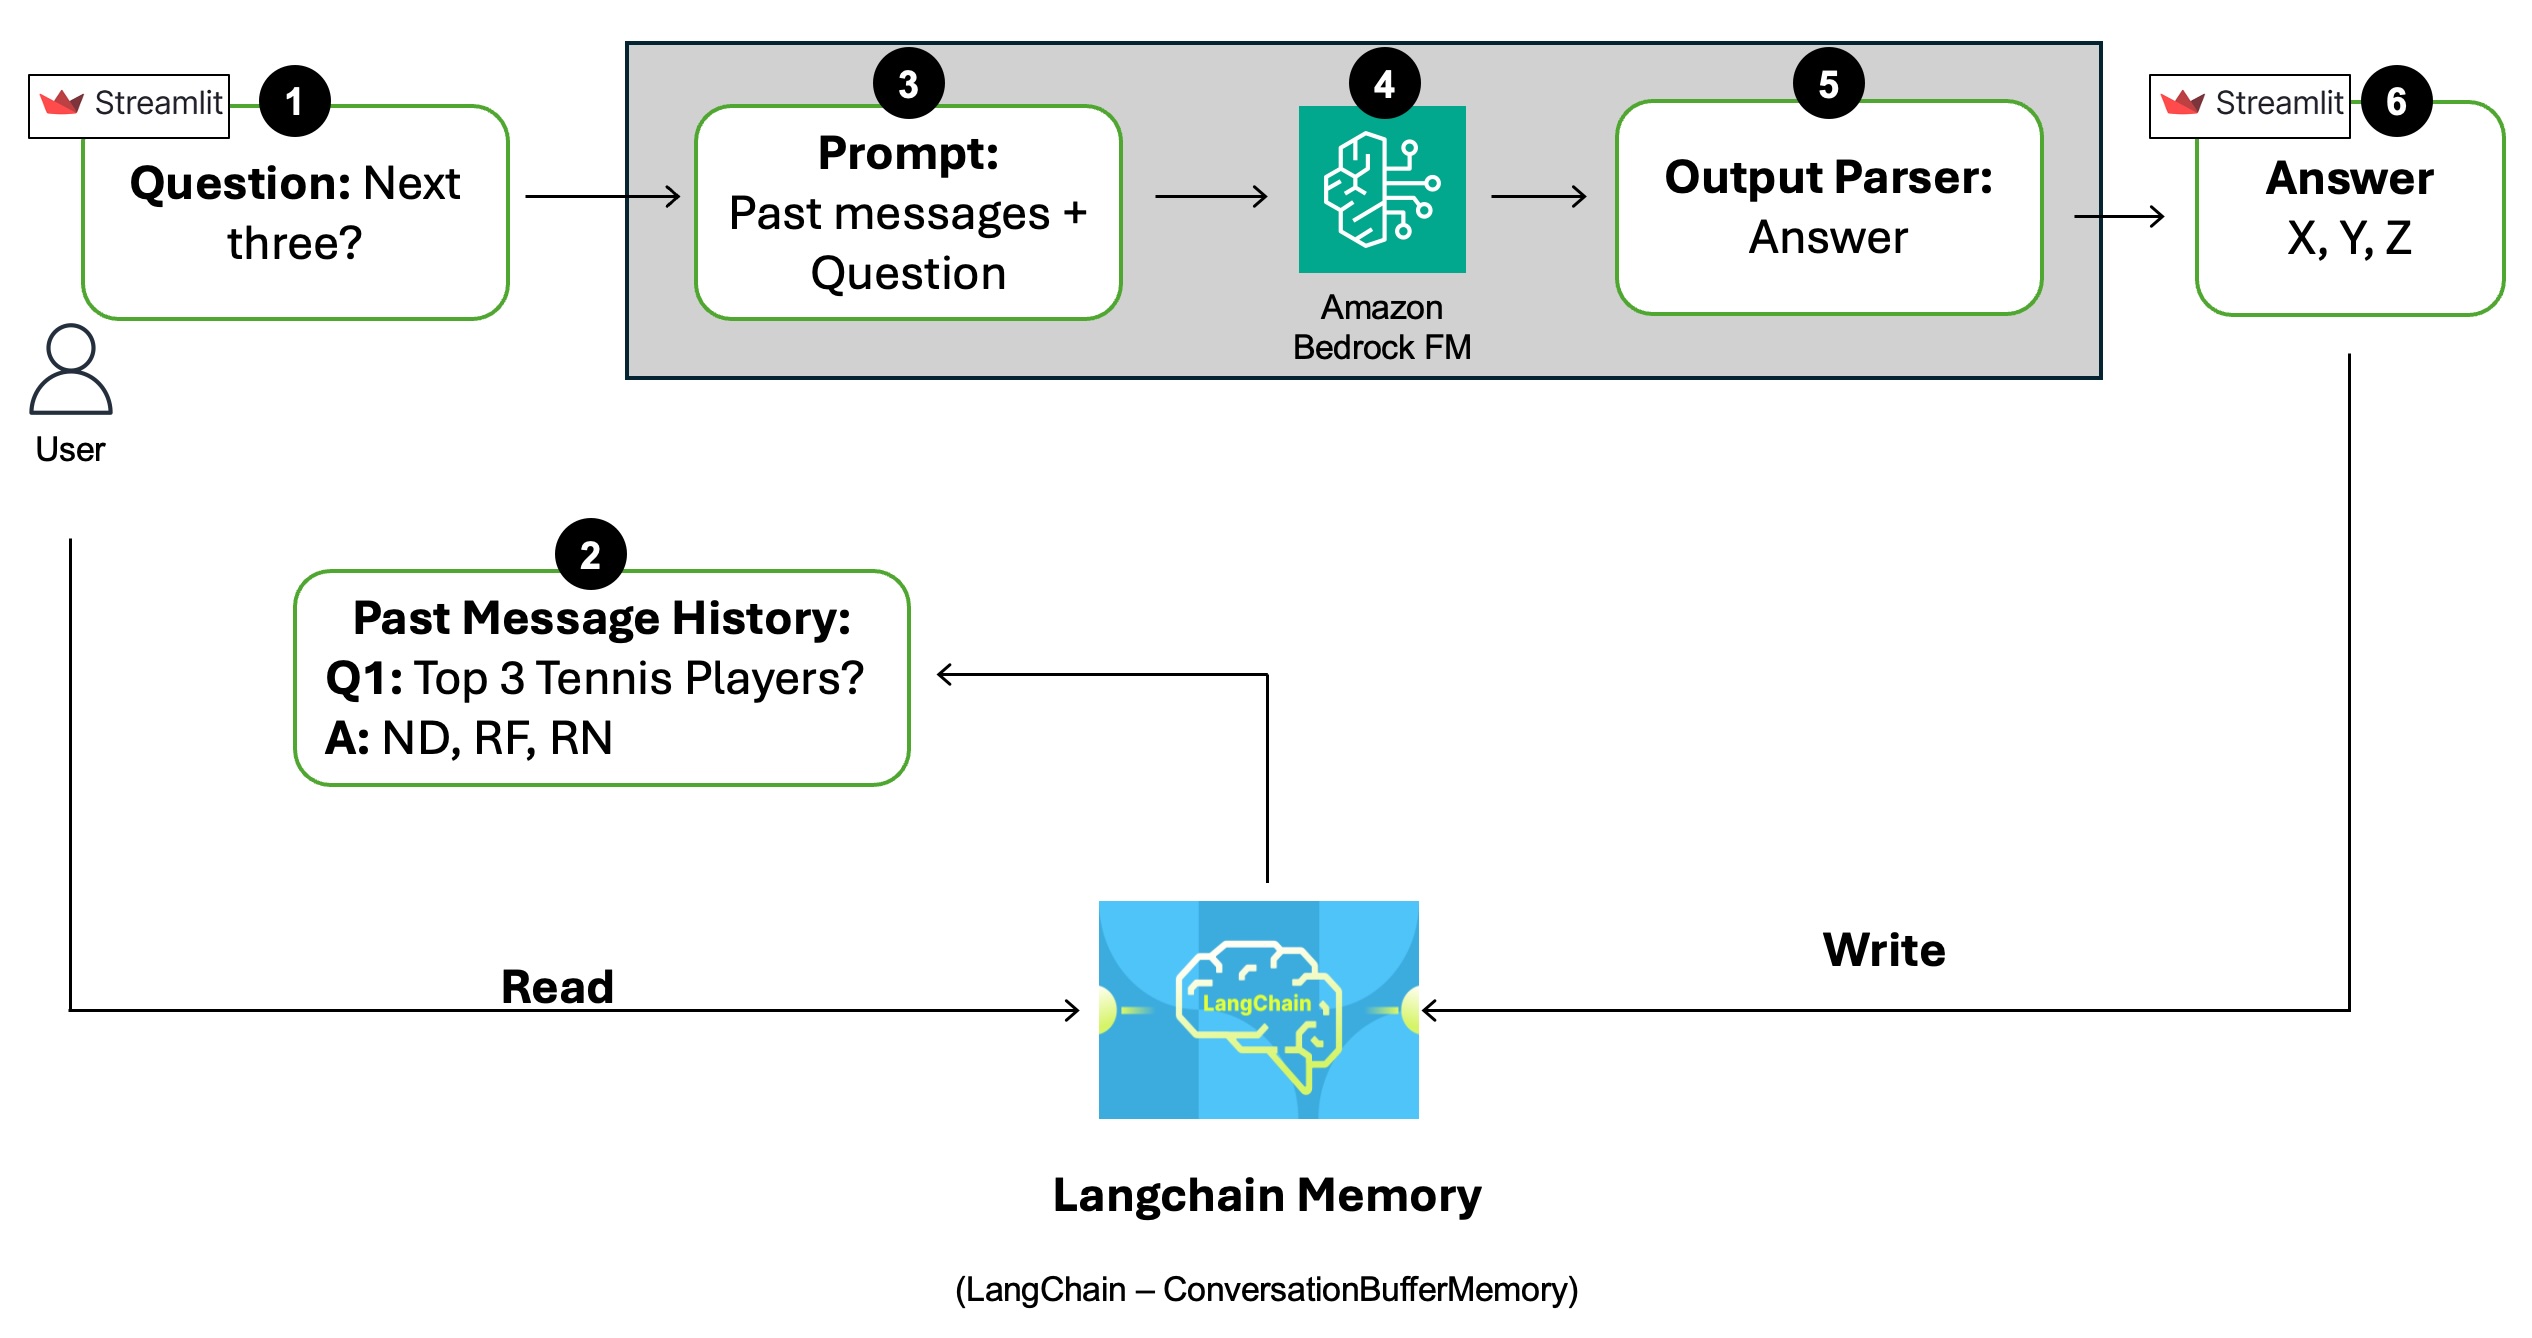 Streamlit
1
Question: Next
three?
User
3
Prompt:
Past messages +
Question
4
Amazon
Bedrock FM
5
Output Parser:
Answer
Streamlit
6
Answer
X, Y, Z
2
Past Message History:
Q1: Top 3 Tennis Players?
A: ND, RF, RN
Read
LangChain
Write
Langchain Memory
(LangChain – ConversationBufferMemory)